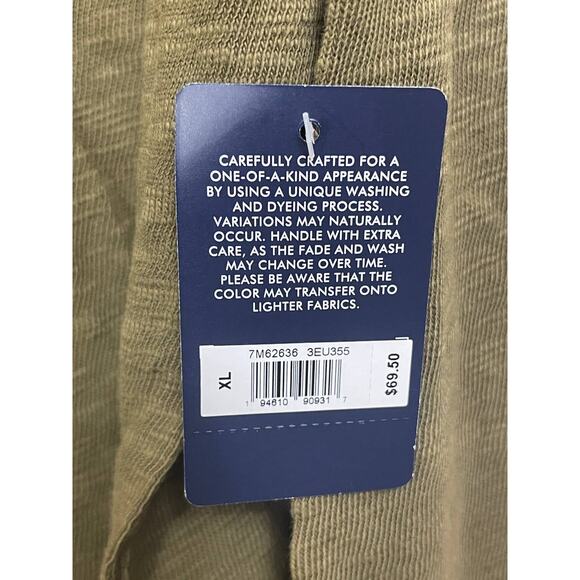 CAREFULLY CRAFTED FOR A
ONE-OF-A-KIND APPEARANCE
BY USING A UNIQUE WASHING
AND DYEING PROCESS.
VARIATIONS MAY NATURALLY
OCCUR. HANDLE WITH EXTRA
CARE, AS THE FADE AND WASH
MAY CHANGE OVER TIME.
PLEASE BE AWARE THAT THE
COLOR MAY TRANSFER ONTO
LIGHTER FABRICS.
7M62636 3EU355
XL
1 94610 90931 7
$69.50